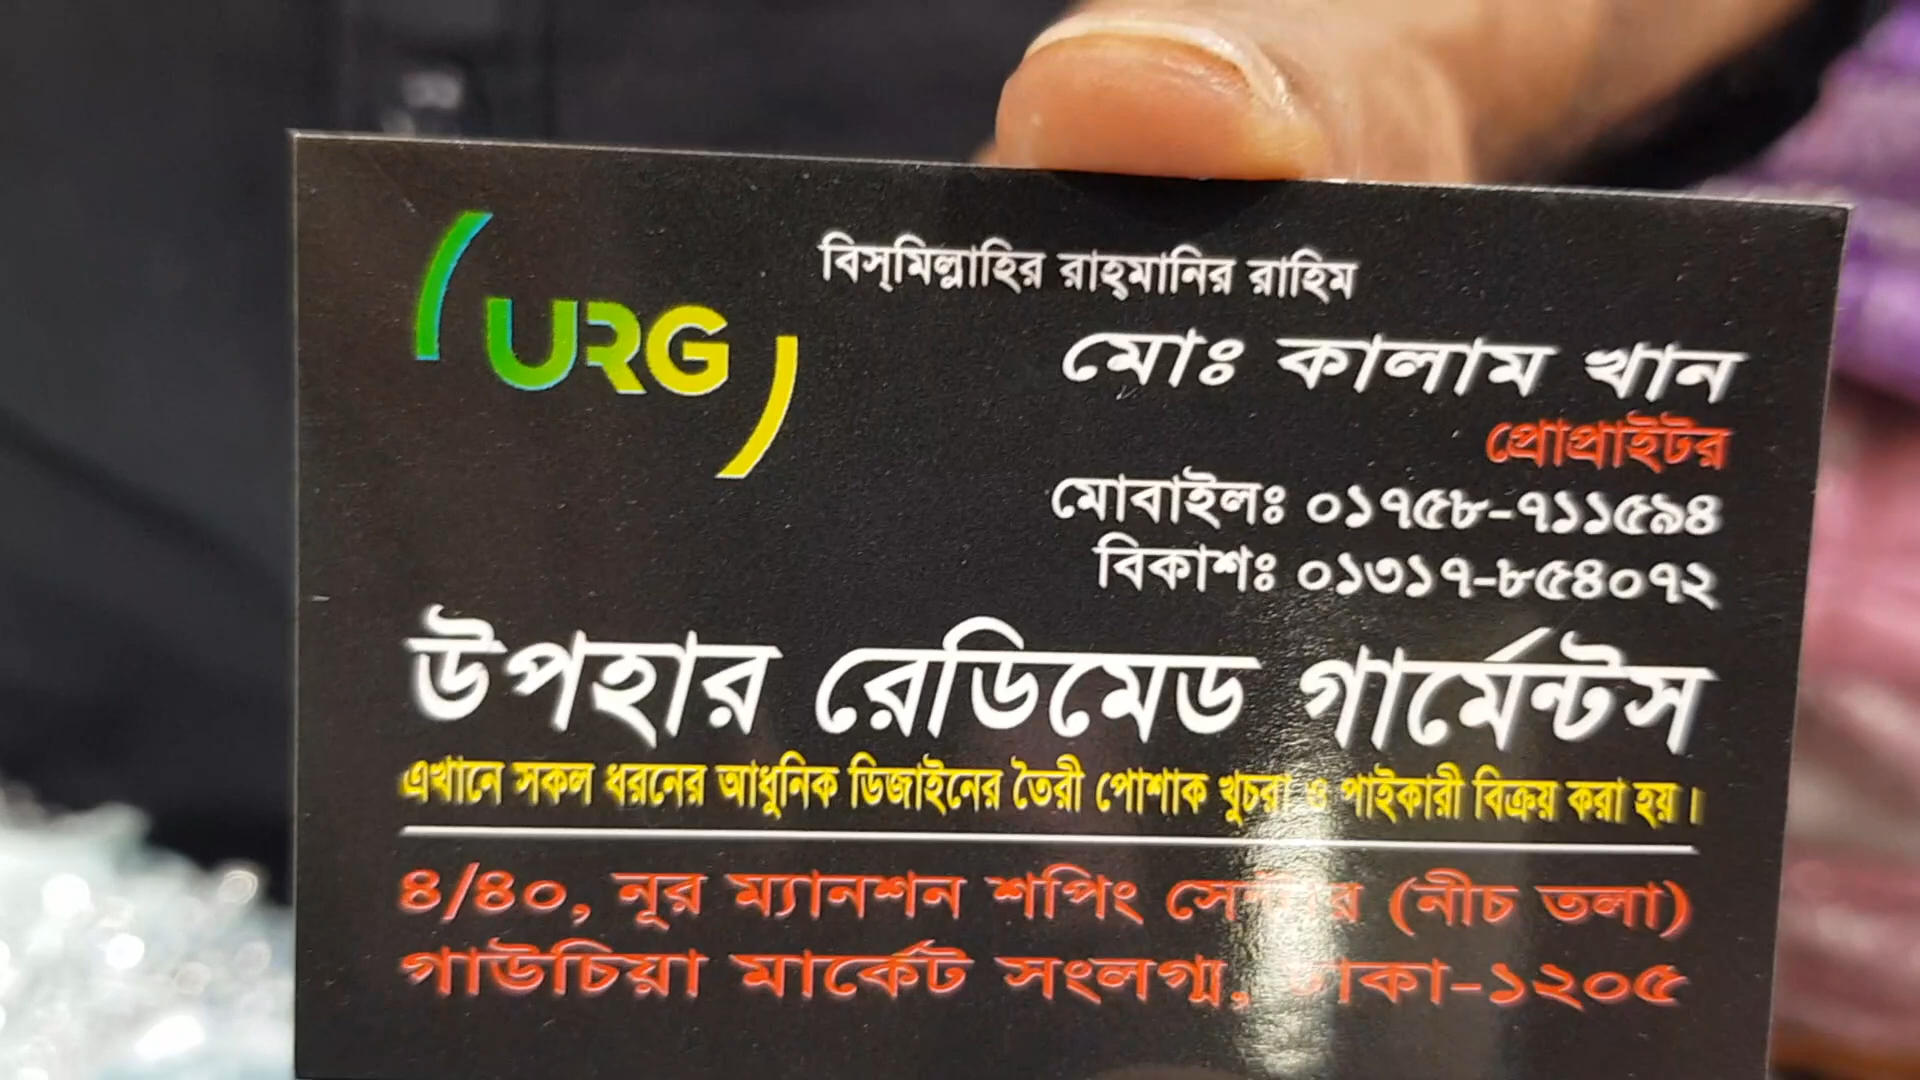 বিস্‌মিল্লাহির রাহ্‌মানির রাহিম
URG
মোঃ কালাম খান
প্রোপ্রাইটর
মোবাইলঃ ০১৭৫৮-৭১১৫৯৪
বিকাশঃ ০১৩১৭-৮৫৪০৭২
উপহার রেডিমেড গার্মেন্টস
এখানে সকল ধরনের আধুনিক ডিজাইনের তৈরী পোশাক খুচরা ও পাইকারী বিক্রয় করা হয়।
৪/৪০, নূর ম্যানশন শপিং সেন্টার (নীচ তলা)
গাউচিয়া মার্কেট সংলগ্ম, ঢাকা-১২০৫